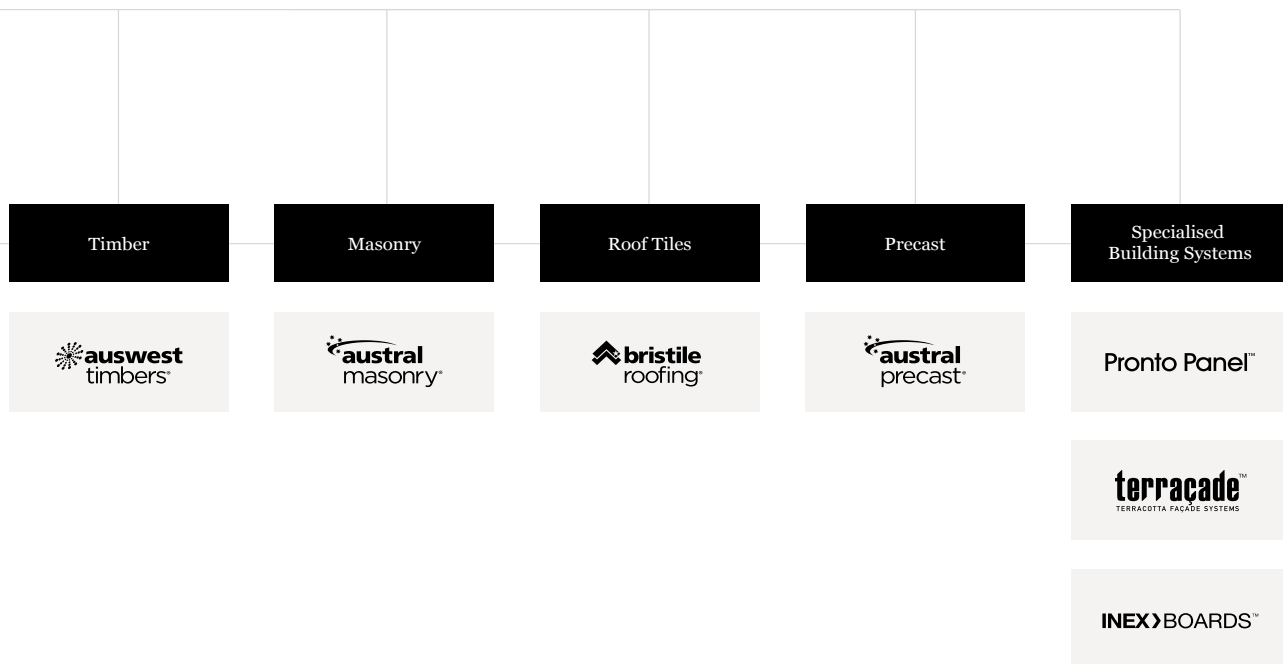 Timber
Masonry
Roof Tiles
Precast
Specialised
Building Systems
auswest
timbers®
austral
masonry®
bristile
roofing®
austral
precast®
Pronto Panel™
terraçade™
TERRACOTTA FAÇADE SYSTEMS
INEX❯BOARDS™